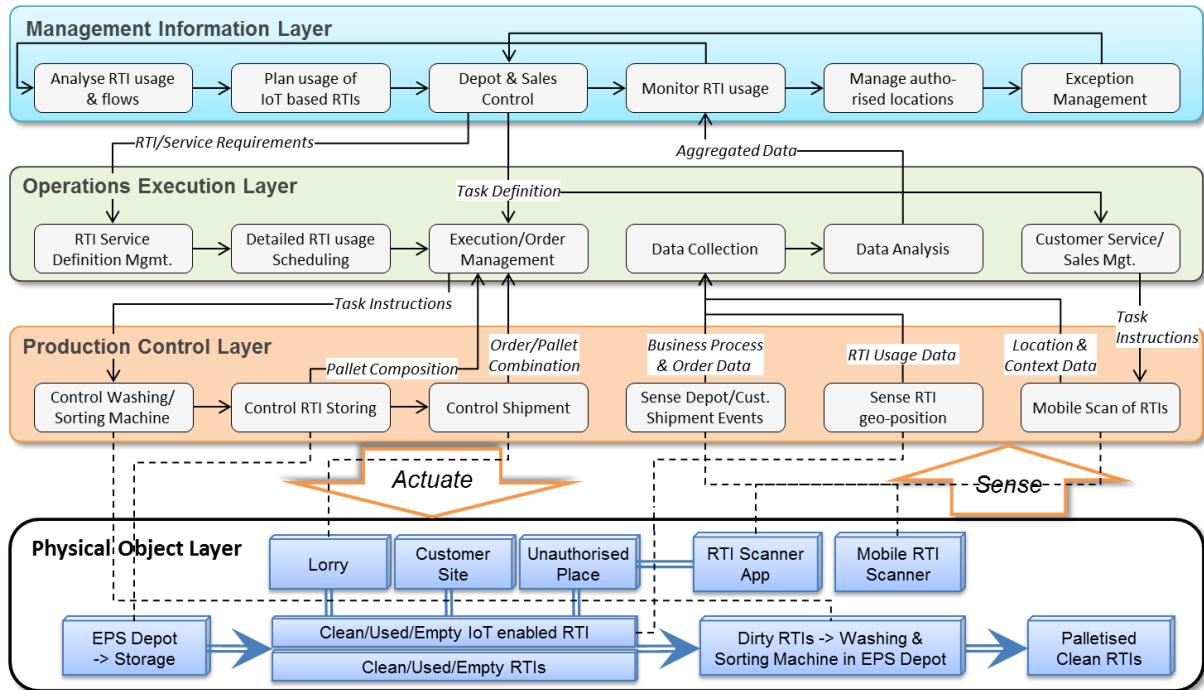 Management Information Layer
Analyse RTI usage
& flows
Plan usage of
IoT based RTIs
Depot & Sales
Control
Monitor RTI usage
Manage autho-
rised locations
Exception
Management
RTI/Service Requirements
Aggregated Data
Operations Execution Layer
Task Definition
RTI Service
Definition Mgmt.
Detailed RTI usage
Scheduling
Execution/Order
Management
Data Collection
Data Analysis
Customer Service/
Sales Mgt.
Task Instructions
Production Control Layer
Pallet Composition
Order/Pallet
Combination
Business Process
& Order Data
RTI Usage Data
Location &
Context Data
Task
Instructions
Control Washing/
Sorting Machine
Control RTI Storing
Control Shipment
Sense Depot/Cust.
Shipment Events
Sense RTI
geo-position
Mobile Scan of RTIs
Actuate
Sense
Physical Object Layer
Lorry
Customer
Site
Unauthorised
Place
RTI Scanner
App
Mobile RTI
Scanner
EPS Depot
-> Storage
Clean/Used/Empty IoT enabled RTI
Clean/Used/Empty RTIs
Dirty RTIs -> Washing &
Sorting Machine in EPS Depot
Palletised
Clean RTIs